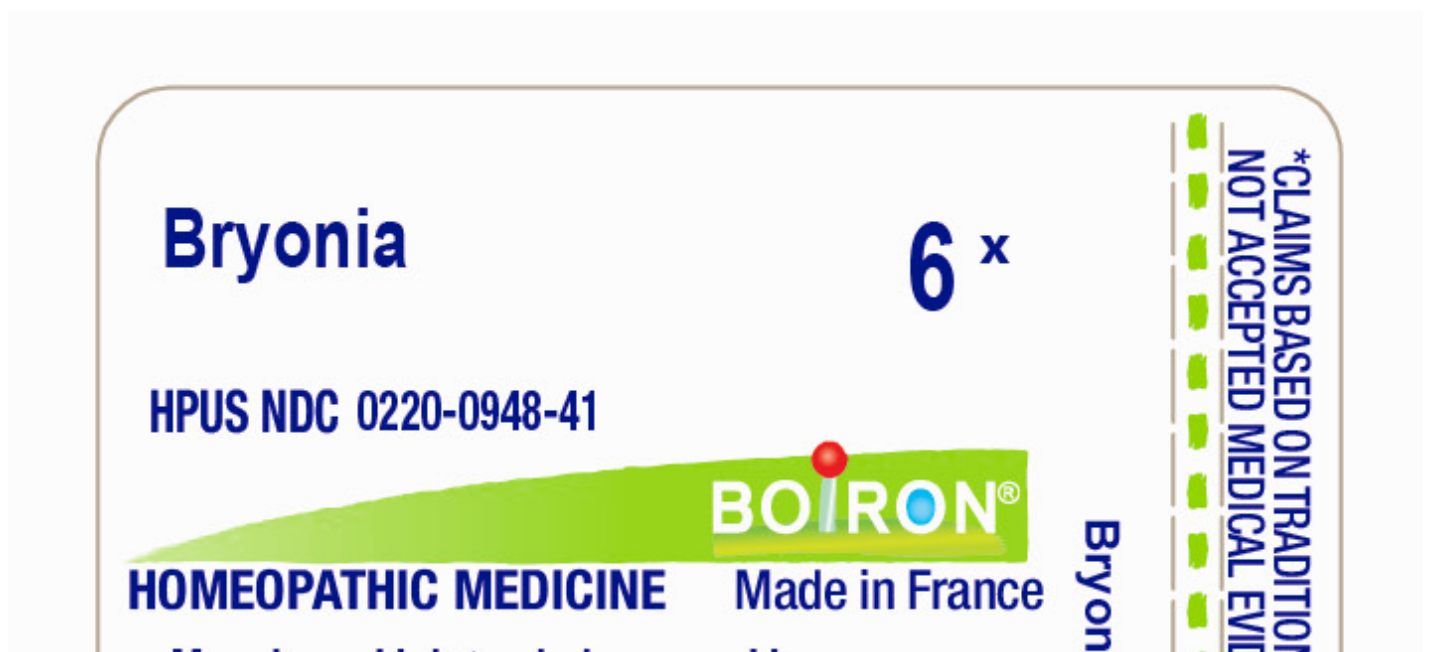 Bryonia
6 x
HPUS NDC 0220-0948-41
BOIRON®
HOMEOPATHIC MEDICINE
Made in France
Bryon
*CLAIMS BASED ON TRADITION
NOT ACCEPTED MEDICAL EVID